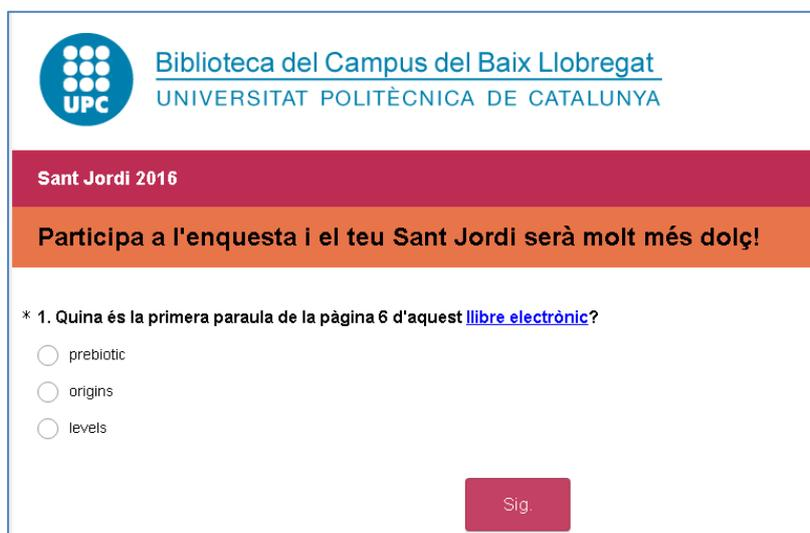 UPC
Biblioteca del Campus del Baix Llobregat
UNIVERSITAT POLITÈCNICA DE CATALUNYA
Sant Jordi 2016
Participa a l'enquesta i el teu Sant Jordi serà molt més dolç!
* 1. Quina és la primera paraula de la pàgina 6 d'aquest llibre electrònic?
prebiotic
origins
levels
Sig.